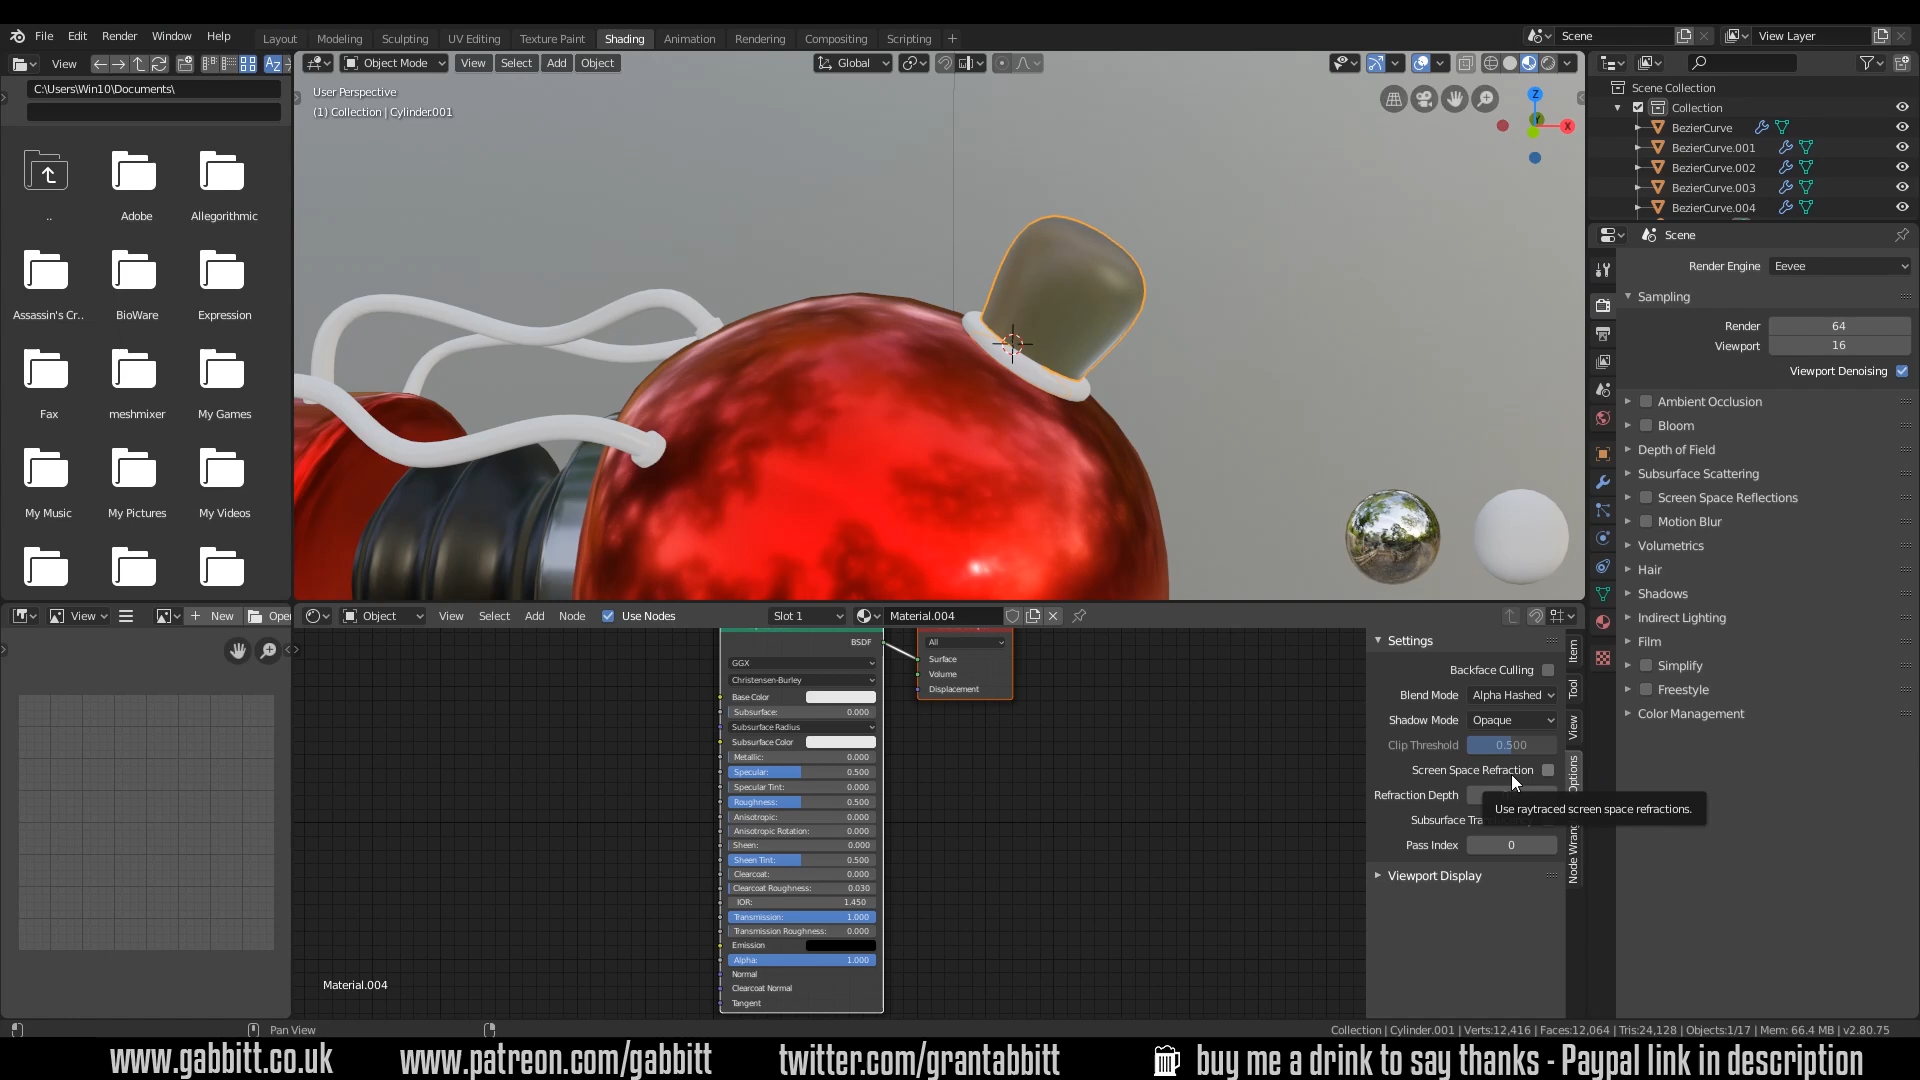 File Edit Render Window Help
Layout Modeling Sculpting UV Editing Texture Paint Shading Animation Rendering Compositing Scripting
Scene
View Layer
View
Object Mode View Select Add Object
Global
C:\Users\Win10\Documents\
..
Adobe
Allegorithmic
Assassin's Cr..
BioWare
Expression
Fax
meshmixer
My Games
My Music
My Pictures
My Videos
User Perspective
(1) Collection | Cylinder.001
Z
Y
X
Scene Collection
Collection
BezierCurve
BezierCurve.001
BezierCurve.002
BezierCurve.003
BezierCurve.004
Scene
Render Engine Eevee
Sampling
Render 64
Viewport 16
Viewport Denoising
Ambient Occlusion
Bloom
Depth of Field
Subsurface Scattering
Screen Space Reflections
Motion Blur
Volumetrics
Hair
Shadows
Indirect Lighting
Film
Simplify
Freestyle
Color Management
View New Open
Object View Select Add Node Use Nodes Slot 1 Material.004
BSDF
GGX
Christensen-Burley
Base Color
Subsurface: 0.000
Subsurface Radius
Subsurface Color
Metallic: 0.000
Specular: 0.500
Specular Tint: 0.000
Roughness: 0.500
Anisotropic: 0.000
Anisotropic Rotation: 0.000
Sheen: 0.000
Sheen Tint: 0.500
Clearcoat: 0.000
Clearcoat Roughness: 0.030
IOR: 1.450
Transmission: 1.000
Transmission Roughness: 0.000
Emission
Alpha: 1.000
Normal
Clearcoat Normal
Tangent
All
Surface
Volume
Displacement
Material.004
Settings
Backface Culling
Blend Mode Alpha Hashed
Shadow Mode Opaque
Clip Threshold 0.500
Screen Space Refraction
Refraction Depth
Use raytraced screen space refractions.
Subsurface
Pass Index 0
Viewport Display
Item
Tool
View
Options
Node
Pan View
Collection | Cylinder.001 | Verts:12,416 | Faces:12,064 | Tris:24,128 | Objects:1/17 | Mem: 66.4 MB | v2.80.75
www.gabbitt.co.uk www.patreon.com/gabbitt twitter.com/grantabbitt buy me a drink to say thanks - Paypal link in description